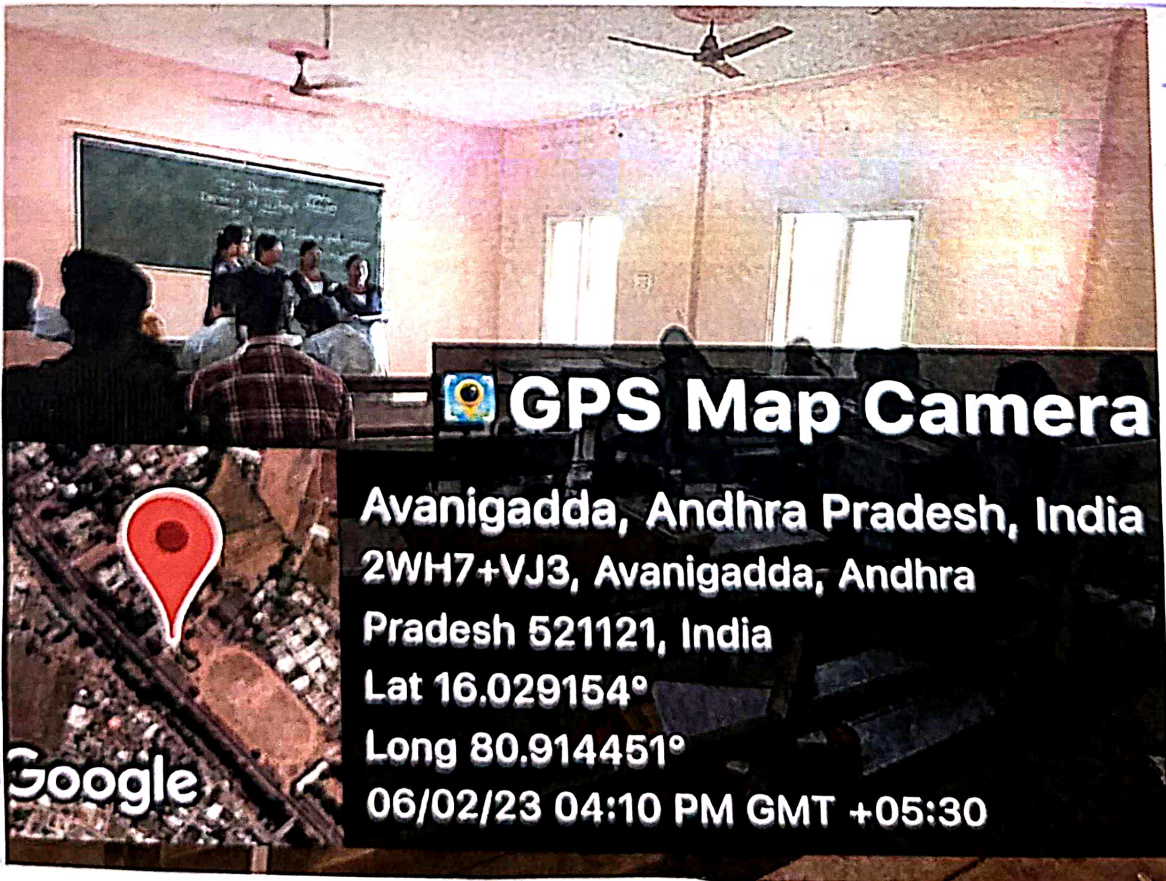 GPS Map Camera
Avanigadda, Andhra Pradesh, India
2WH7+VJ3, Avanigadda, Andhra
Pradesh 521121, India
Lat 16.029154°
Long 80.914451°
06/02/23 04:10 PM GMT +05:30
Google